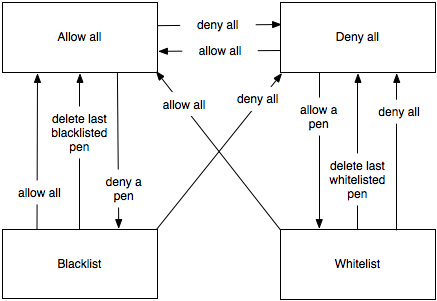 Allow all
deny all
allow all
Deny all
allow all
deny all
delete last
blacklisted
pen
deny a
pen
allow all
allow a
pen
delete last
whitelisted
pen
deny all
Blacklist
Whitelist